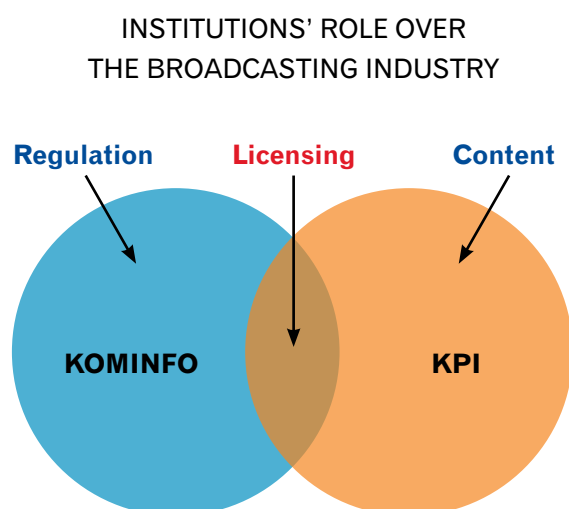 INSTITUTIONS’ ROLE OVER
THE BROADCASTING INDUSTRY
Regulation
Licensing
Content
KOMINFO
KPI